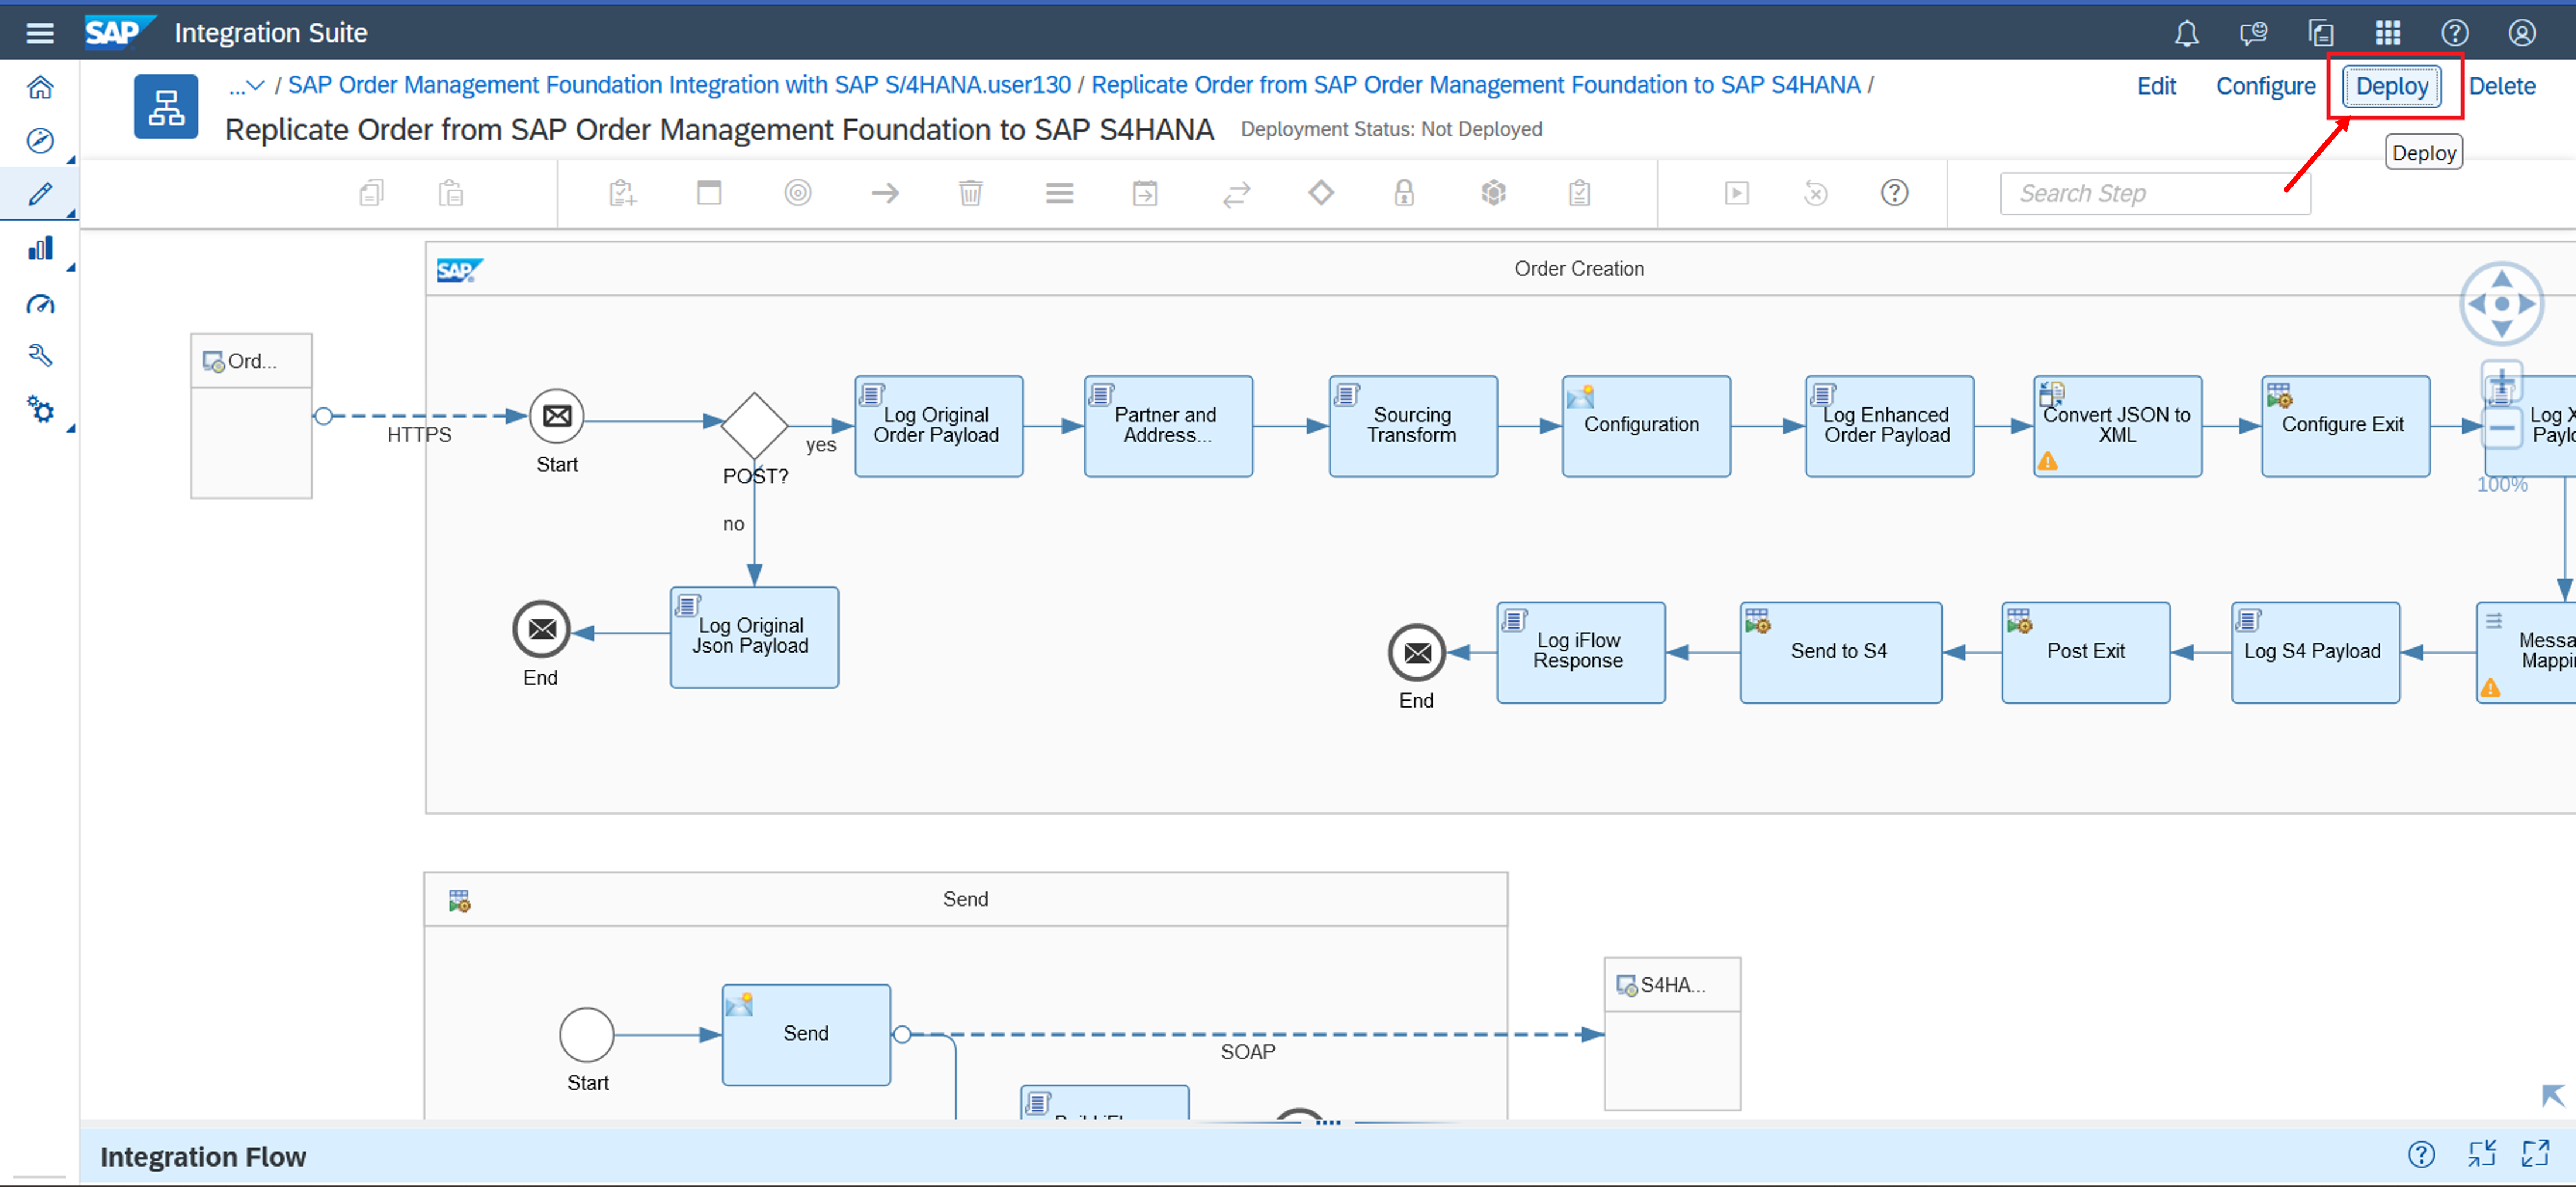 SAP Integration Suite
... / SAP Order Management Foundation Integration with SAP S/4HANA.user130 / Replicate Order from SAP Order Management Foundation to SAP S4HANA /
Edit Configure Deploy Delete
Replicate Order from SAP Order Management Foundation to SAP S4HANA Deployment Status: Not Deployed
Deploy
Search Step
SAP
Order Creation
Ord...
HTTPS
Start
POST?
yes
no
Log Original
Order Payload
Partner and
Address...
Sourcing
Transform
Configuration
Log Enhanced
Order Payload
Convert JSON to
XML
Configure Exit
Log
100%
Log Original
Json Payload
End
End
Log iFlow
Response
Send to S4
Post Exit
Log S4 Payload
Messa
Mappi
Send
Start
Send
SOAP
S4HA...
Integration Flow